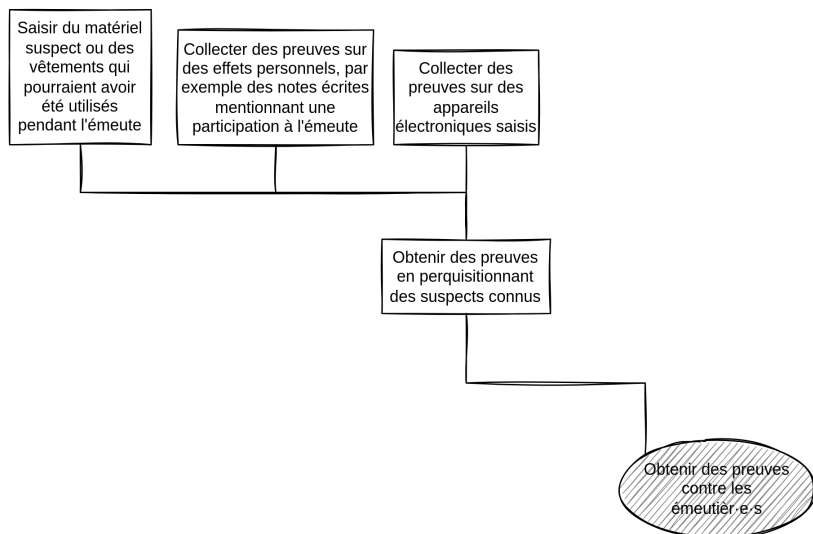 Saisir du matériel
suspect ou des
vêtements qui
pourraient avoir
été utilisés
pendant l'émeute
Collecter des preuves sur
des effets personnels, par
exemple des notes écrites
mentionnant une
participation à l'émeute
Collecter des
preuves sur des
appareils
électroniques saisis
Obtenir des preuves
en perquisitionnant
des suspects connus
Obtenir des preuves
contre les
émeutièr·e·s